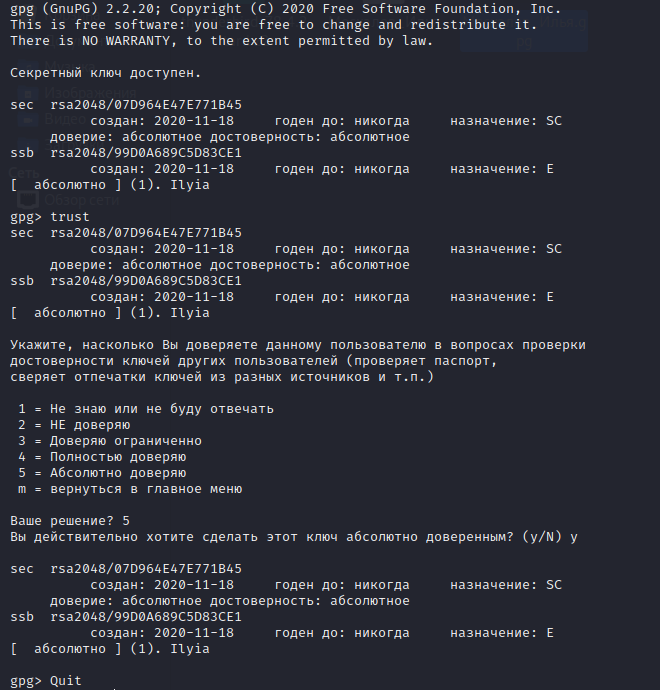 gpg (GnuPG) 2.2.20; Copyright (C) 2020 Free Software Foundation, Inc.
This is free software: you are free to change and redistribute it.
There is NO WARRANTY, to the extent permitted by law.
Секретный ключ доступен.
sec  rsa2048/07D964E47E771B45
создан: 2020-11-18     годен до: никогда     назначение: SC
доверие: абсолютное достоверность: абсолютное
ssb  rsa2048/99D0A689C5D83CE1
создан: 2020-11-18     годен до: никогда     назначение: E
[  абсолютно ] (1). Ilyia
gpg> trust
sec  rsa2048/07D964E47E771B45
создан: 2020-11-18     годен до: никогда     назначение: SC
доверие: абсолютное достоверность: абсолютное
ssb  rsa2048/99D0A689C5D83CE1
создан: 2020-11-18     годен до: никогда     назначение: E
[  абсолютно ] (1). Ilyia
Укажите, насколько Вы доверяете данному пользователю в вопросах проверки
достоверности ключей других пользователей (проверяет паспорт,
сверяет отпечатки ключей из разных источников и т.п.)
1 = Не знаю или не буду отвечать
2 = НЕ доверяю
3 = Доверяю ограниченно
4 = Полностью доверяю
5 = Абсолютно доверяю
m = вернуться в главное меню
Ваше решение? 5
Вы действительно хотите сделать этот ключ абсолютно доверенным? (y/N) y
sec  rsa2048/07D964E47E771B45
создан: 2020-11-18     годен до: никогда     назначение: SC
доверие: абсолютное достоверность: абсолютное
ssb  rsa2048/99D0A689C5D83CE1
создан: 2020-11-18     годен до: никогда     назначение: E
[  абсолютно ] (1). Ilyia
gpg> Quit